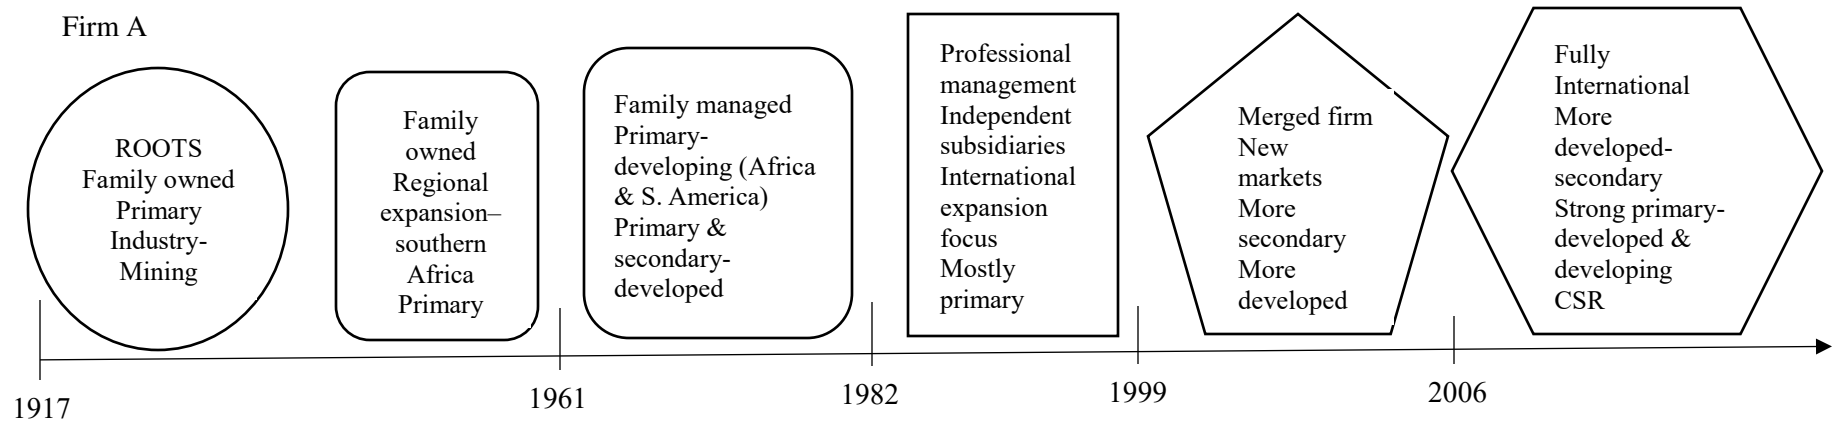 Firm A
ROOTS
Family owned
Primary
Industry-
Mining
Family
owned
Regional
expansion–
southern
Africa
Primary
Family managed
Primary-
developing (Africa
& S. America)
Primary &
secondary-
developed
Professional
management
Independent
subsidiaries
International
expansion
focus
Mostly
primary
Merged firm
New
markets
More
secondary
More
developed
Fully
International
More
developed-
secondary
Strong primary-
developed &
developing
CSR
1917
1961
1982
1999
2006